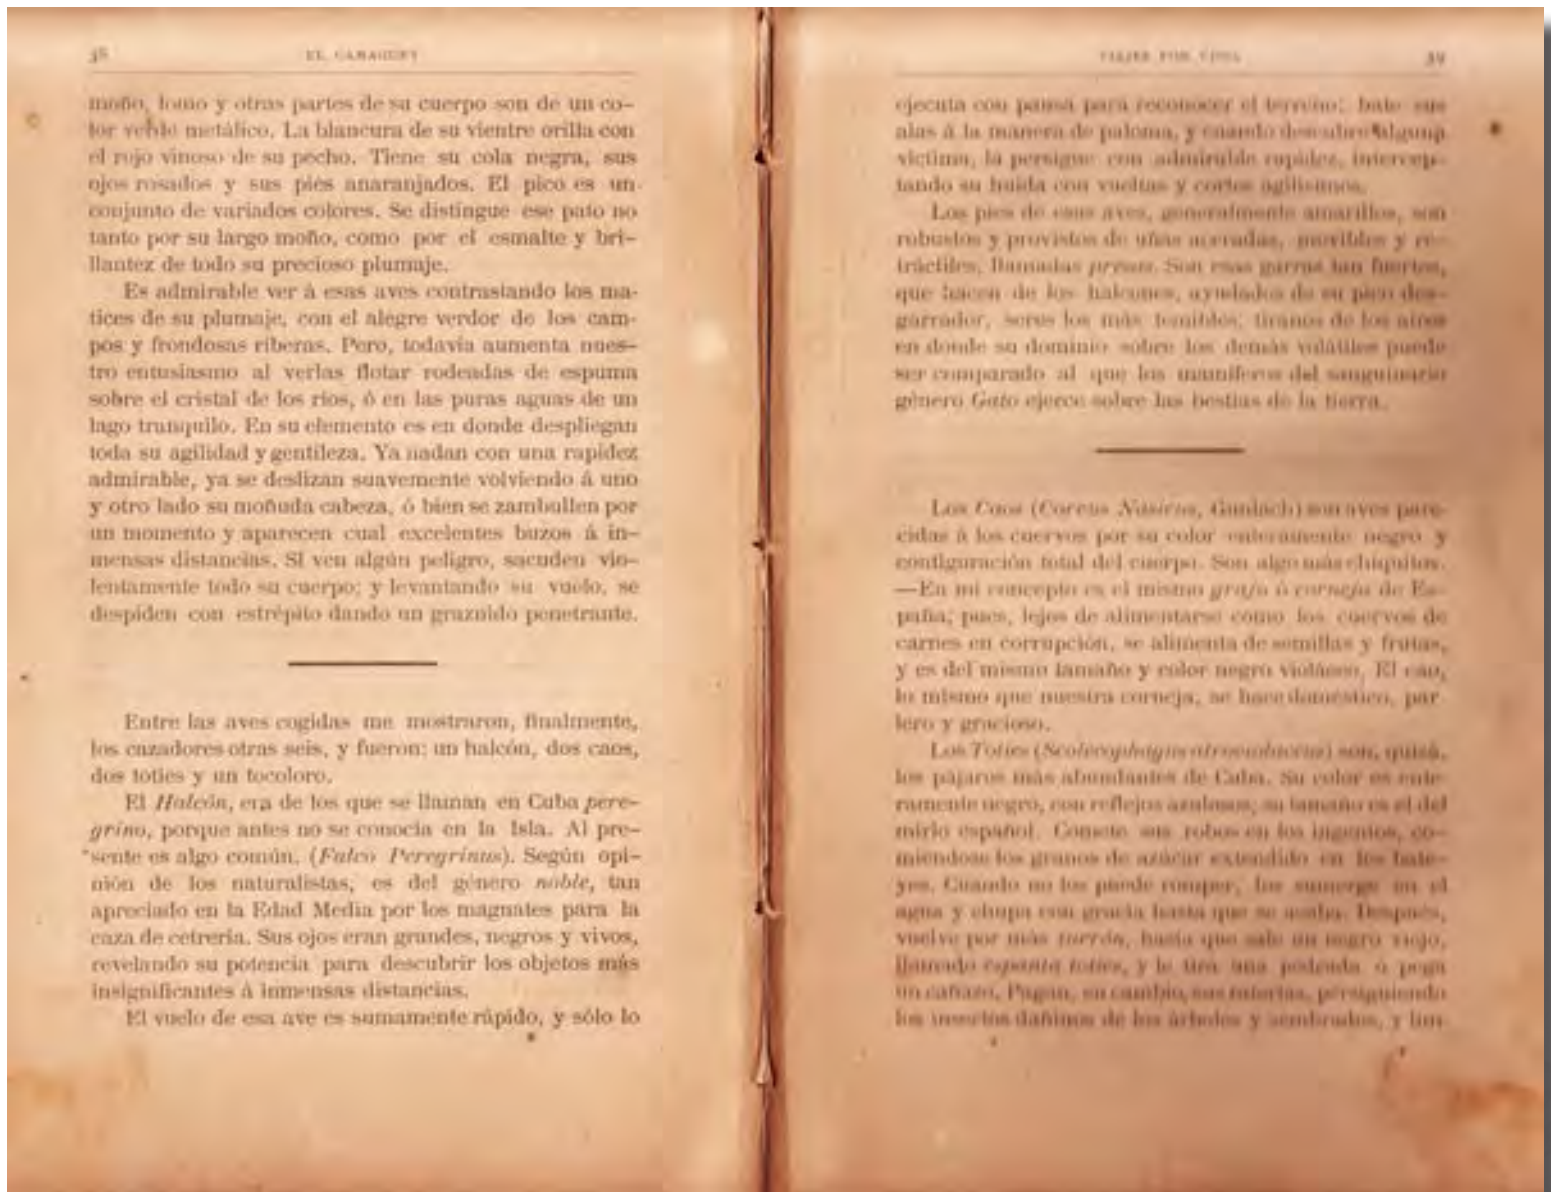 38
EL CAMAGUEY
moño, lomo y otras partes de su cuerpo son de un co-
lor verde metálico. La blancura de su vientre orilla con
el rojo vinoso de su pecho. Tiene su cola negra, sus
ojos rosados y sus piés anaranjados. El pico es un
conjunto de variados colores. Se distingue ese pato no
tanto por su largo moño, como por el esmalte y bri-
llantez de todo su precioso plumaje.
Es admirable ver á esas aves contrastando los ma-
tices de su plumaje, con el alegre verdor de los cam-
pos y frondosas riberas. Pero, todavía aumenta nues-
tro entusiasmo al verlas flotar rodeadas de espuma
sobre el cristal de los ríos, ó en las puras aguas de un
lago tranquilo. En su elemento es en donde despliegan
toda su agilidad y gentileza. Ya nadan con una rapidez
admirable, ya se deslizan suavemente volviendo á uno
y otro lado su moñuda cabeza, ó bien se zambullen por
un momento y aparecen cual excelentes buzos á in-
mensas distancias. Si ven algún peligro, sacuden vio-
lentamente todo su cuerpo; y levantando su vuelo, se
despiden con estrépito dando un graznido penetrante.
Entre las aves cogidas me mostraron, finalmente,
los cazadores otras seis, y fueron: un halcón, dos caos,
dos toties y un tocoloro.
El Halcón, era de los que se llaman en Cuba pere-
grino, porque antes no se conocía en la Isla. Al pre-
sente es algo común. (Falco Peregrinus). Según opi-
nión de los naturalistas, es del género noble, tan
apreciado en la Edad Media por los magnates para la
caza de cetrería. Sus ojos eran grandes, negros y vivos,
revelando su potencia para descubrir los objetos más
insignificantes á inmensas distancias.
El vuelo de esa ave es sumamente rápido, y sólo lo
VIAJES POR CUBA
39
ejecuta con pausa para reconocer el terreno; bate sus
alas á la manera de paloma, y cuando descubre alguna
víctima, la persigue con admirable rapidez, intercep-
tando su huida con vueltas y cortes agilísimos.
Los pies de esas aves, generalmente amarillos, son
robustos y provistos de uñas aceradas, movibles y re-
tráctiles, llamadas presas. Son esas garras tan fuertes,
que hacen de los halcones, ayudados de su pico des-
garrador, seres los más temibles; tiranos de los aires
en donde su dominio sobre los demás volátiles puede
ser comparado al que los mamíferos del sanguinario
género Gato ejerce sobre las bestias de la tierra.
Los Caos (Corvus Nasicus, Gunlach) son aves pare-
cidas á los cuervos por su color enteramente negro y
configuración total del cuerpo. Son algo más chiquitos.
—En mi concepto es el mismo grajo ó corneja de Es-
paña; pues, lejos de alimentarse como los cuervos de
carnes en corrupción, se alimenta de semillas y frutas,
y es del mismo tamaño y color negro violáceo. El cao,
lo mismo que nuestra corneja, se hace doméstico, par
lero y gracioso.
Los Toties (Scolecophagus atroviolaceus) son, quizá,
los pájaros más abundantes de Cuba. Su color es ente-
ramente negro, con reflejos azulosos; su tamaño es el del
mirlo español. Comete sus robos en los ingenios, co-
miéndose los granos de azúcar extendido en los bate-
yes. Cuando no los puede romper, los sumerge en el
agua y chupa con gracia hasta que se acaba. Después,
vuelve por más turrón, hasta que sale un negro viejo,
llamado espanta toties, y le tira una pedrada o pega
un cañazo. Pagan, en cambio, sus raterías, persiguiendo
los insectos dañinos de los árboles y sembrados, y lim-